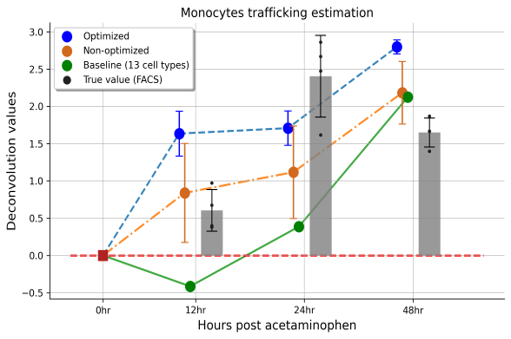 Monocytes trafficking estimation
Optimized
Non-optimized
Baseline (13 cell types)
True value (FACS)
Deconvolution values
3.0
2.5
2.0
1.5
1.0
0.5
0.0
−0.5
0hr
12hr
24hr
48hr
Hours post acetaminophen